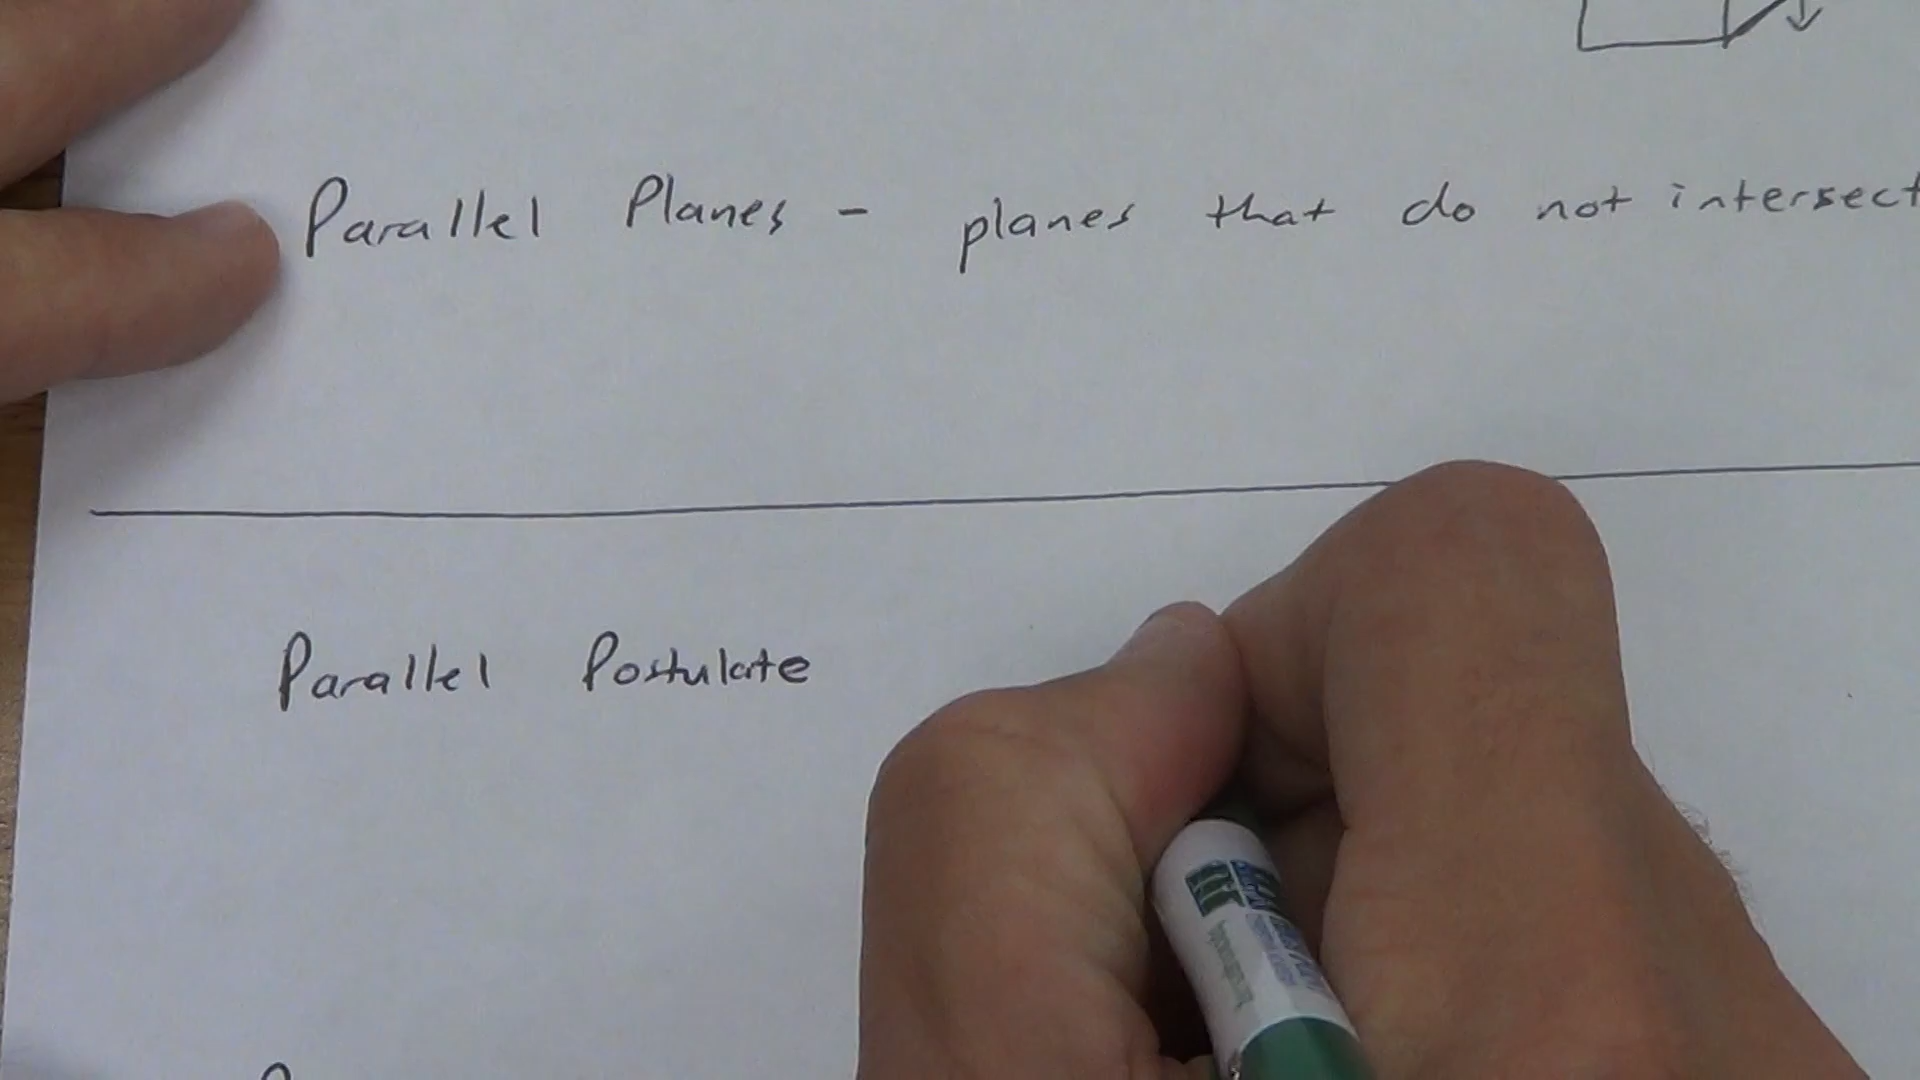 Parallel Planes - planes that do not intersect
Parallel Postulate